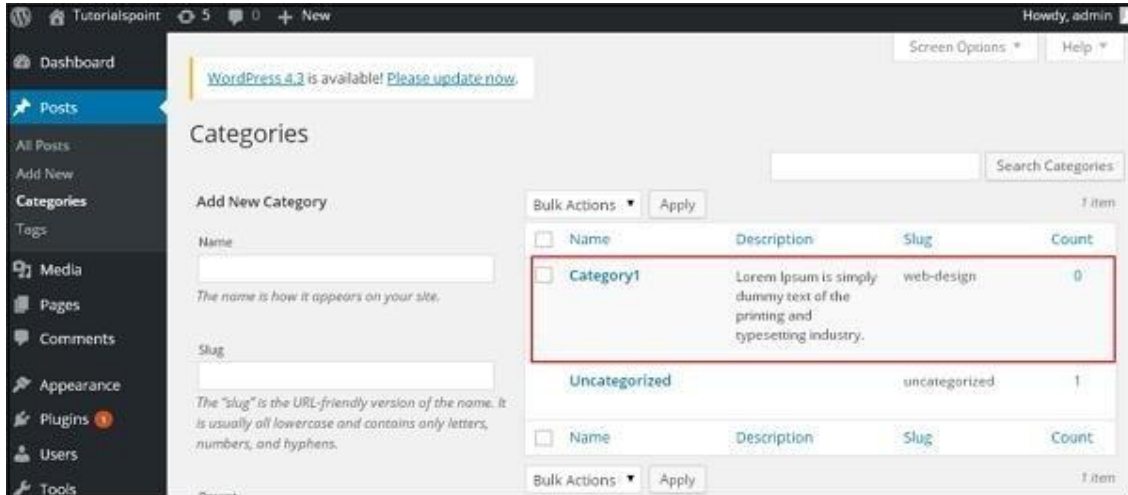 Tutorialspoint 5 0 + New Howdy, admin
Screen Options Help
Dashboard
Posts
All Posts
Add New
Categories
Tags
Media
Pages
Comments
Appearance
Plugins 1
Users
Tools
WordPress 4.3 is available! Please update now.
Categories
Search Categories
Add New Category
Name
The name is how it appears on your site.
Slug
The "slug" is the URL-friendly version of the name. It
is usually all lowercase and contains only letters,
numbers, and hyphens.
Parent
Bulk Actions Apply 1 item
Name Description Slug Count
Category1 Lorem Ipsum is simply web-design 0
dummy text of the
printing and
typesetting industry.
Uncategorized uncategorized 1
Name Description Slug Count
Bulk Actions Apply 1 item